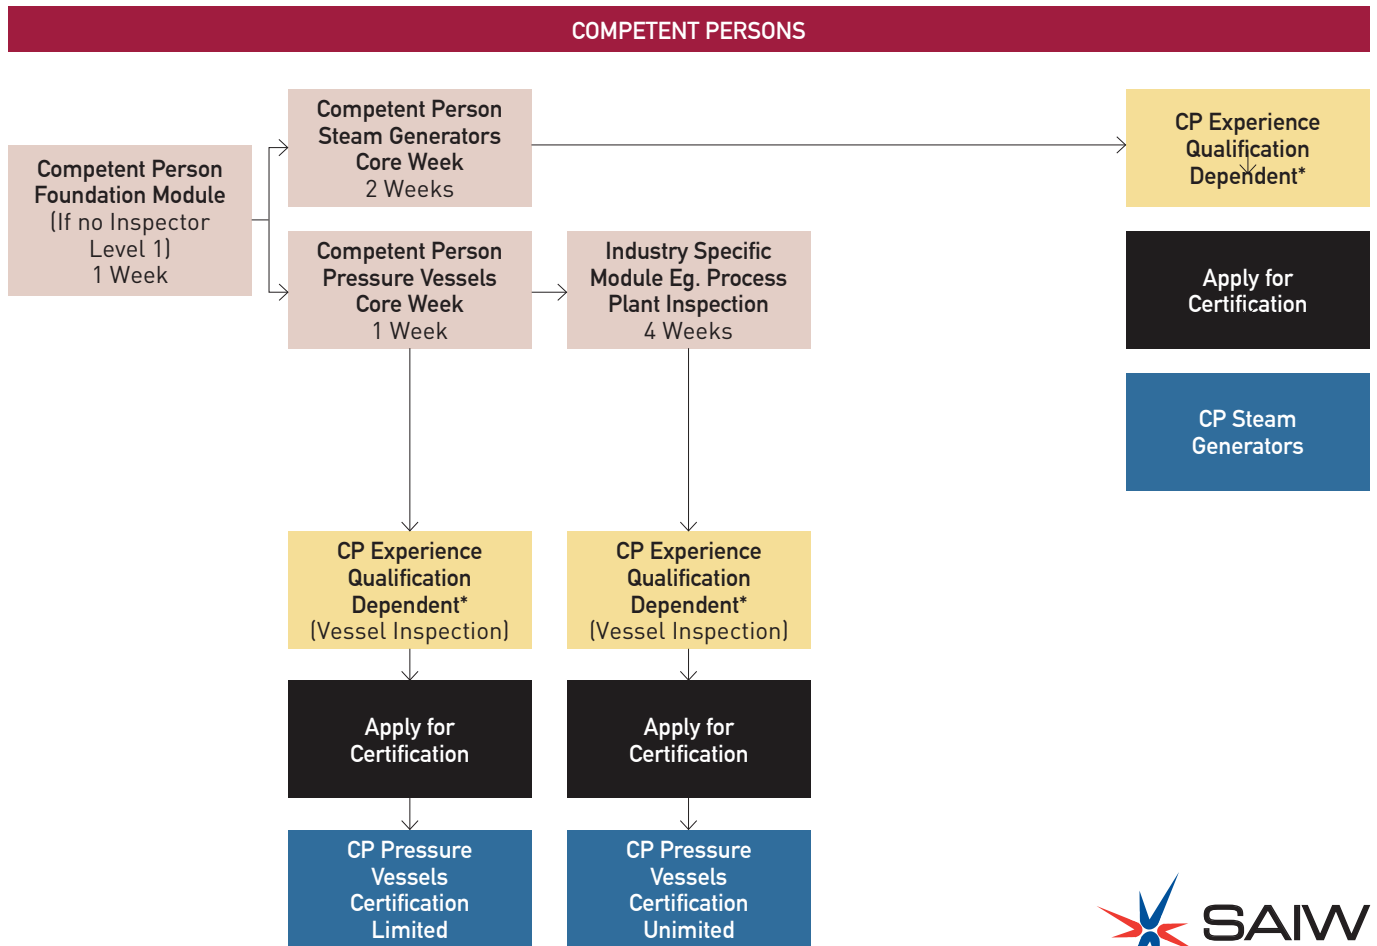 COMPETENT PERSONS
Competent Person
Foundation Module
(If no Inspector
Level 1)
1 Week
Competent Person
Steam Generators
Core Week
2 Weeks
CP Experience
Qualification
Dependent*
Competent Person
Pressure Vessels
Core Week
1 Week
Industry Specific
Module Eg. Process
Plant Inspection
4 Weeks
Apply for
Certification
CP Steam
Generators
CP Experience
Qualification
Dependent*
(Vessel Inspection)
CP Experience
Qualification
Dependent*
(Vessel Inspection)
Apply for
Certification
Apply for
Certification
CP Pressure
Vessels
Certification
Limited
CP Pressure
Vessels
Certification
Unimited
SAIW